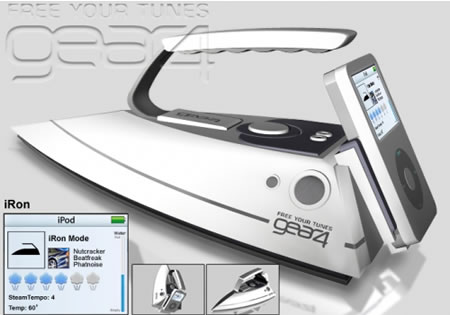 FREE YOUR TUNES
gear4
FREE YOUR TUNES
gear4
iRon
iPod
iRon Mode
Nutcracker
Beatfreak
Phatnoise
Water
SteamTempo: 4
Temp: 60°